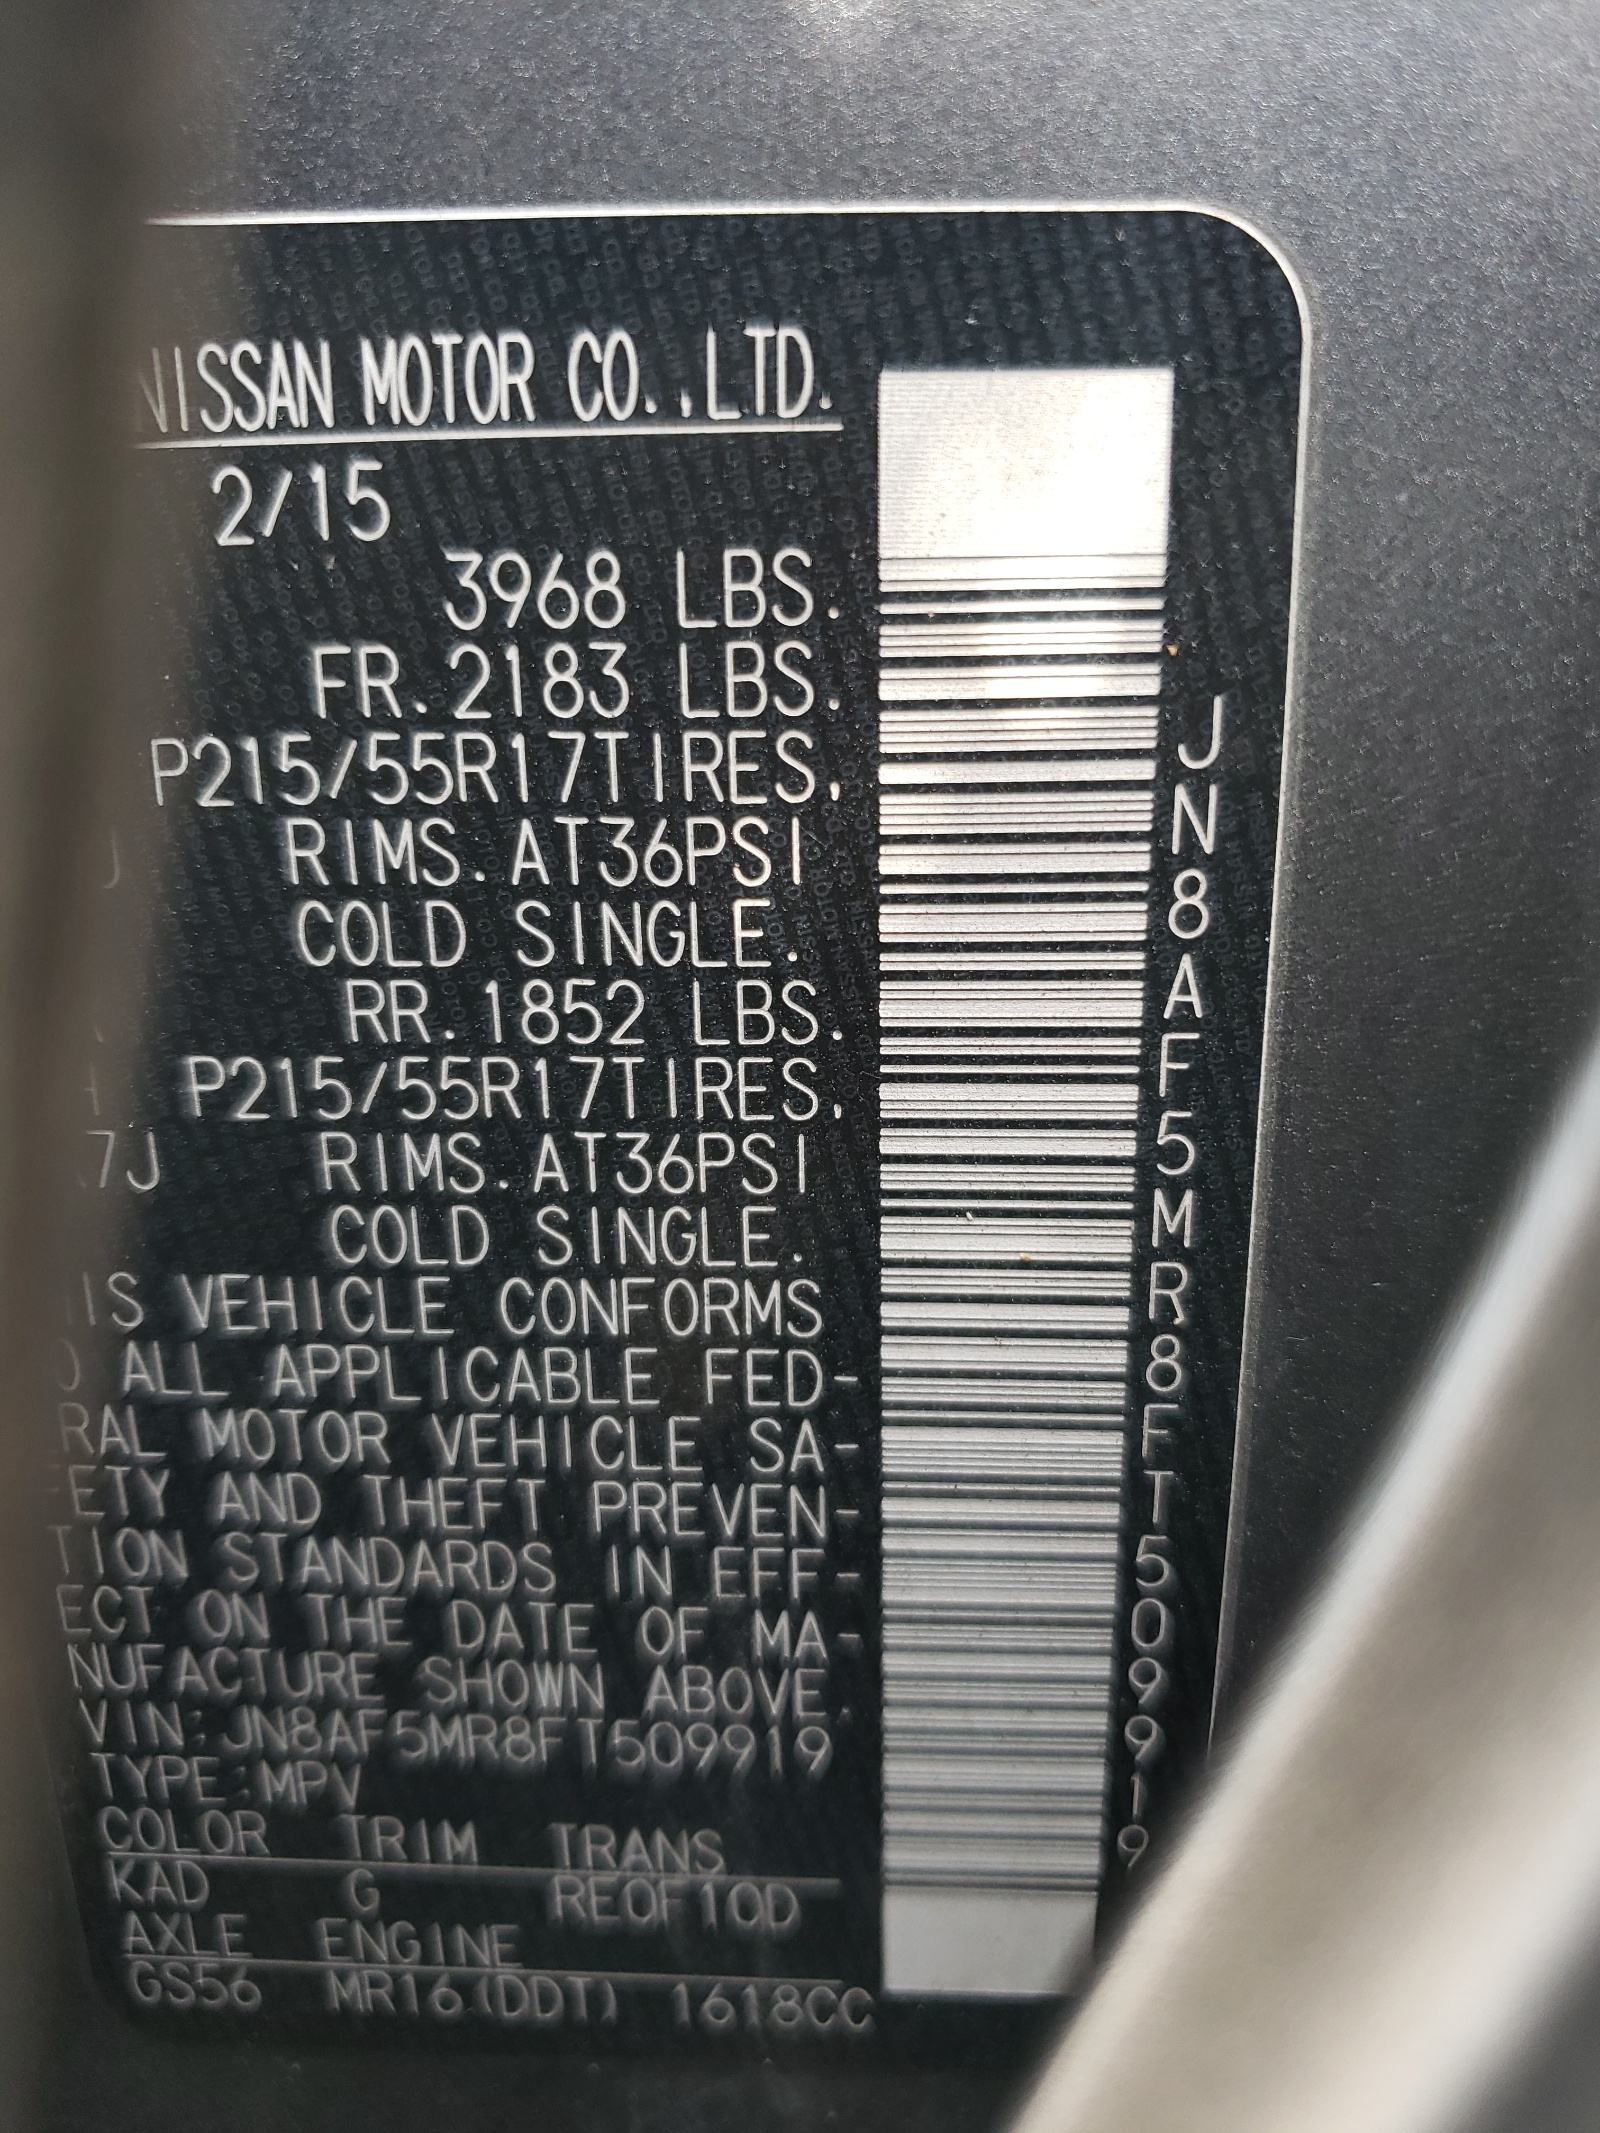 NISSAN MOTOR CO.,LTD.
2/15
3968 LBS.
FR. 2183 LBS.
P215/55R17TIRES,
J RIMS. AT36PSI
COLD SINGLE.
RR. 1852 LBS.
P215/55R17TIRES,
7J RIMS. AT36PSI
COLD SINGLE.
IS VEHICLE CONFORMS
ALL APPLICABLE FED-
RAL MOTOR VEHICLE SA-
ETY AND THEFT PREVEN-
TION STANDARDS IN EFF-
ECT ON THE DATE OF MA-
NUFACTURE SHOWN ABOVE.
VIN:JN8AF5MR8FT509919
TYPE:MPV
COLOR TRIM TRANS
KAD G RE0F10D
AXLE ENGINE
GS56 MR16(DDT) 1618CC
JN8AF5MR8FT509919